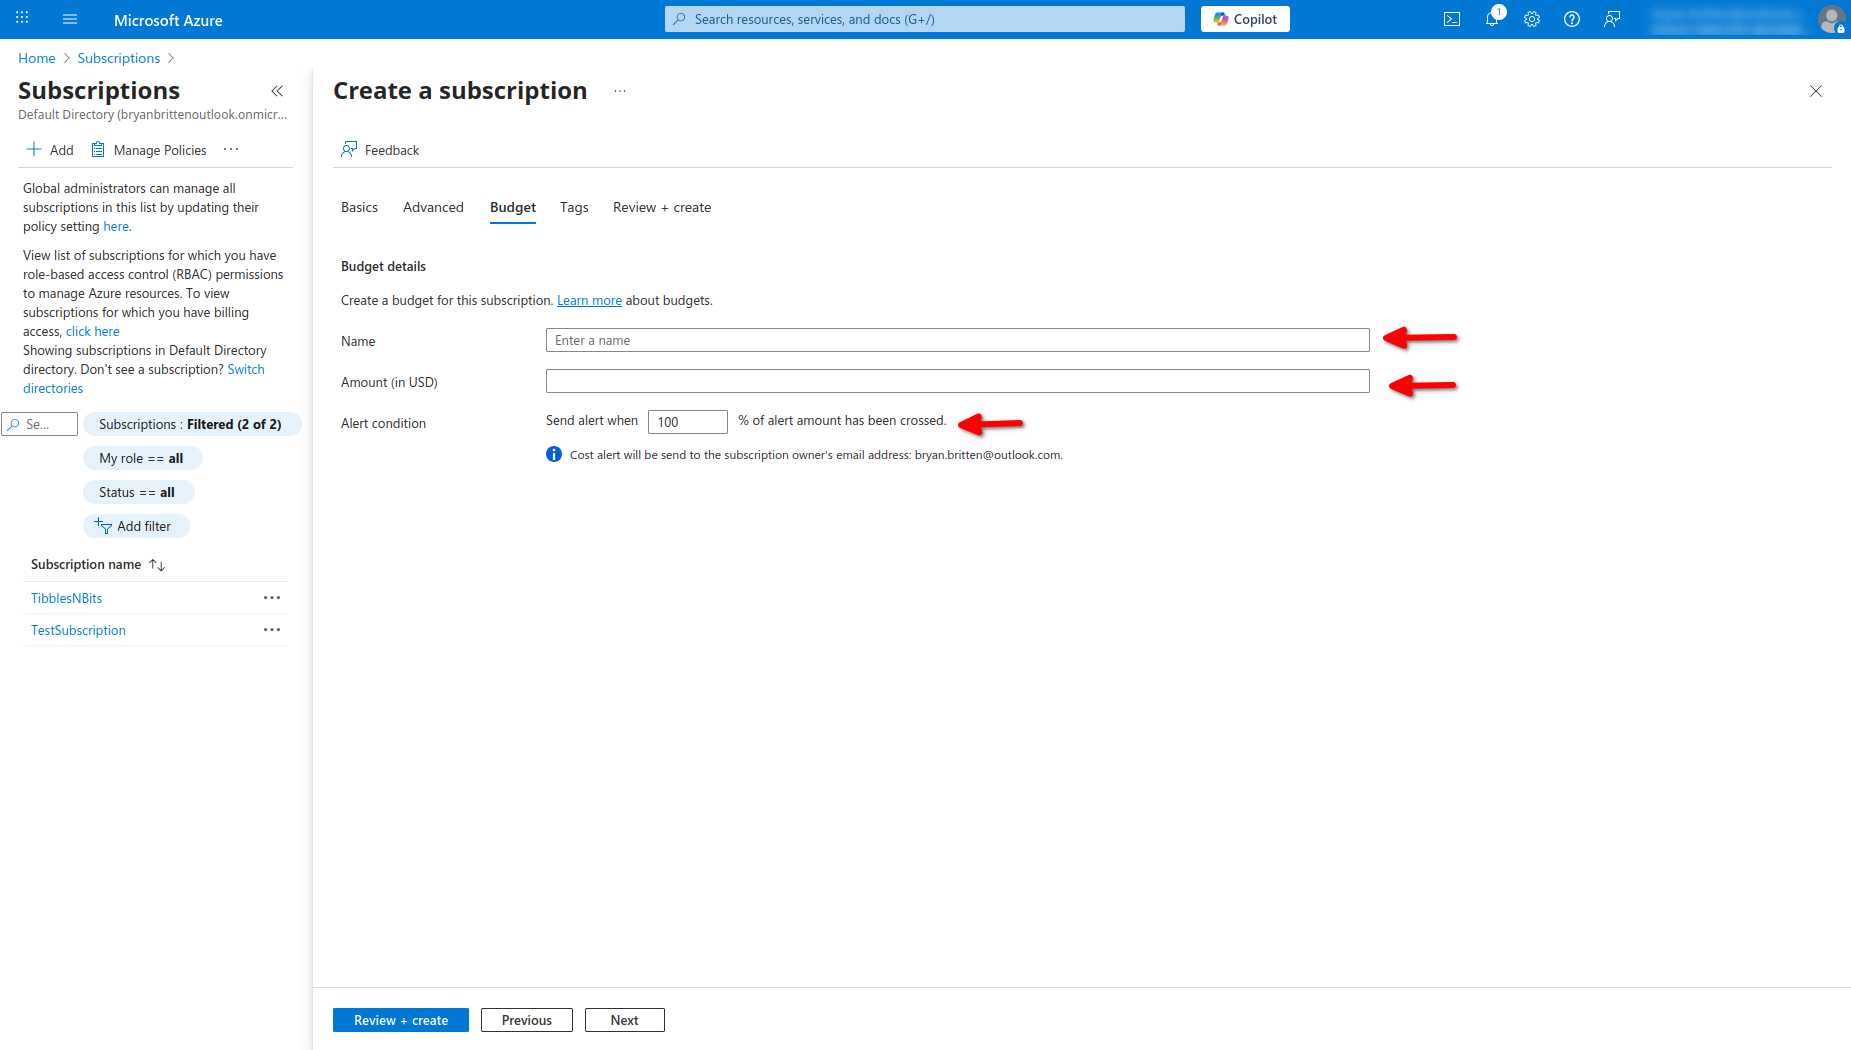 Microsoft Azure
Search resources, services, and docs (G+/)
Copilot
1
Home > Subscriptions >
Subscriptions
Default Directory (bryanbrittenoutlook.onmicr...
Add
Manage Policies
...
Global administrators can manage all
subscriptions in this list by updating their
policy setting here.
View list of subscriptions for which you have
role-based access control (RBAC) permissions
to manage Azure resources. To view
subscriptions for which you have billing
access, click here
Showing subscriptions in Default Directory
directory. Don't see a subscription? Switch
directories
Se...
Subscriptions : Filtered (2 of 2)
My role == all
Status == all
Add filter
Subscription name
TibblesNBits
TestSubscription
Create a subscription
...
Feedback
Basics
Advanced
Budget
Tags
Review + create
Budget details
Create a budget for this subscription. Learn more about budgets.
Name
Enter a name
Amount (in USD)
Alert condition
Send alert when 100 % of alert amount has been crossed.
Cost alert will be send to the subscription owner's email address: bryan.britten@outlook.com.
Review + create
Previous
Next